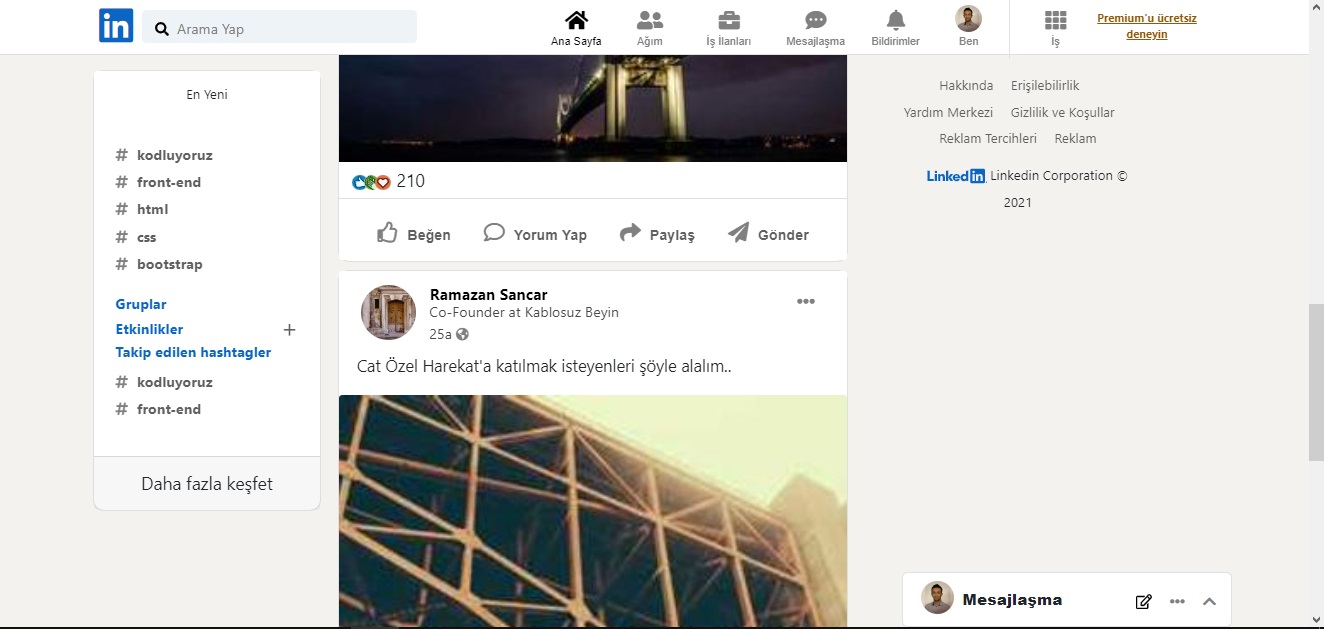 in
Arama Yap
Ana Sayfa
Ağım
İş İlanları
Mesajlaşma
Bildirimler
Ben
İş
Premium'u ücretsiz
deneyin
En Yeni
# kodluyoruz
# front-end
# html
# css
# bootstrap
Gruplar
Etkinlikler +
Takip edilen hashtagler
# kodluyoruz
# front-end
Daha fazla keşfet
210
Beğen Yorum Yap Paylaş Gönder
Ramazan Sancar
Co-Founder at Kablosuz Beyin
25a
Cat Özel Harekat'a katılmak isteyenleri şöyle alalım..
Hakkında Erişilebilirlik
Yardım Merkezi Gizlilik ve Koşullar
Reklam Tercihleri Reklam
Linkedin Linkedin Corporation ©
2021
Mesajlaşma